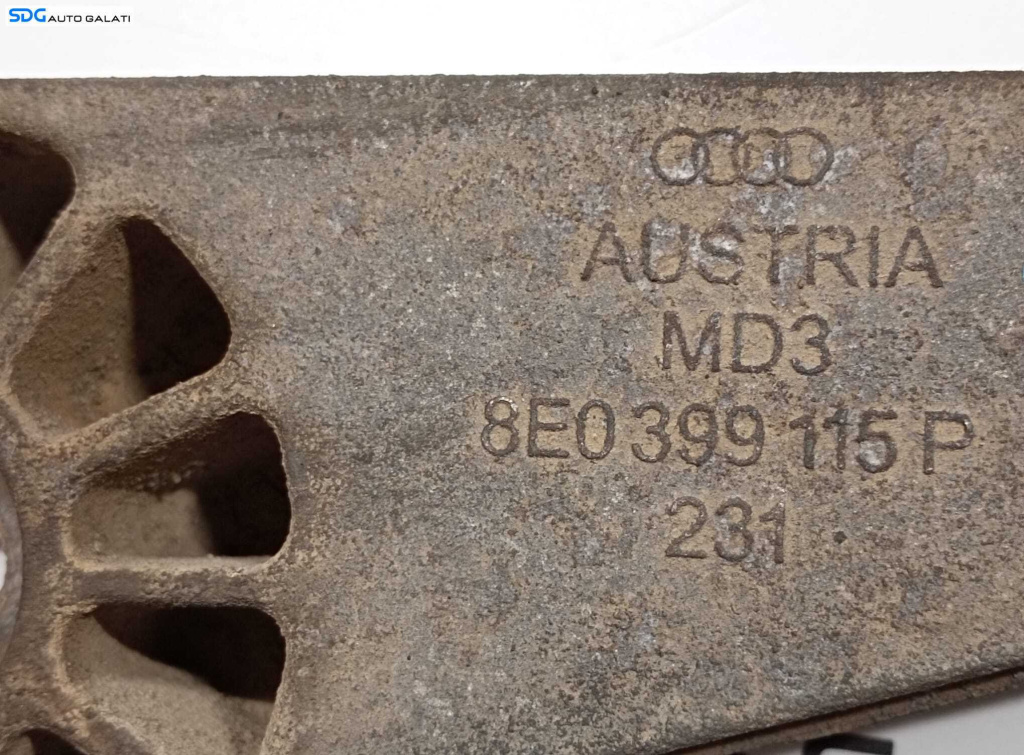 SDG AUTO GALATI
AUSTRIA
MD3
8E0 399 115 P
231